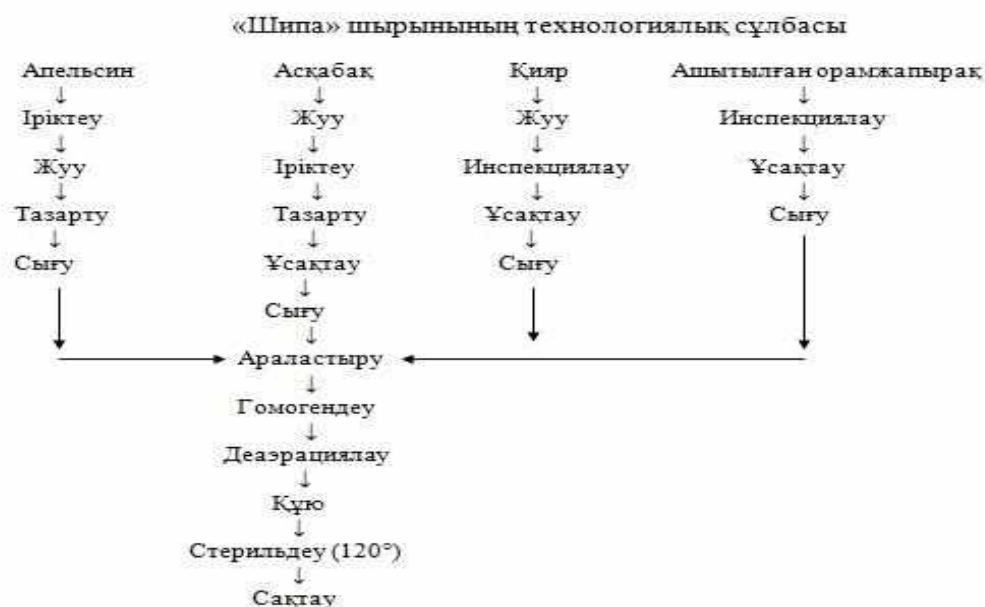 «Шипа» шырынының технологиялық сұлбасы
Апельсин Асқабақ Қияр Ашытылған орамжапырақ
↓ ↓ ↓ ↓
Іріктеу Жуу Жуу Инспекциялау
↓ ↓ ↓ ↓
Жуу Іріктеу Инспекциялау Ұсақтау
↓ ↓ ↓ ↓
Тазарту Тазарту Ұсақтау Сығу
↓ ↓ ↓
Сығу Ұсақтау Сығу
↓
Сығу
↓
Араластыру
↓
Гомогендеу
↓
Деаэрациялау
↓
Құю
↓
Стерильдеу (120°)
↓
Сақтау